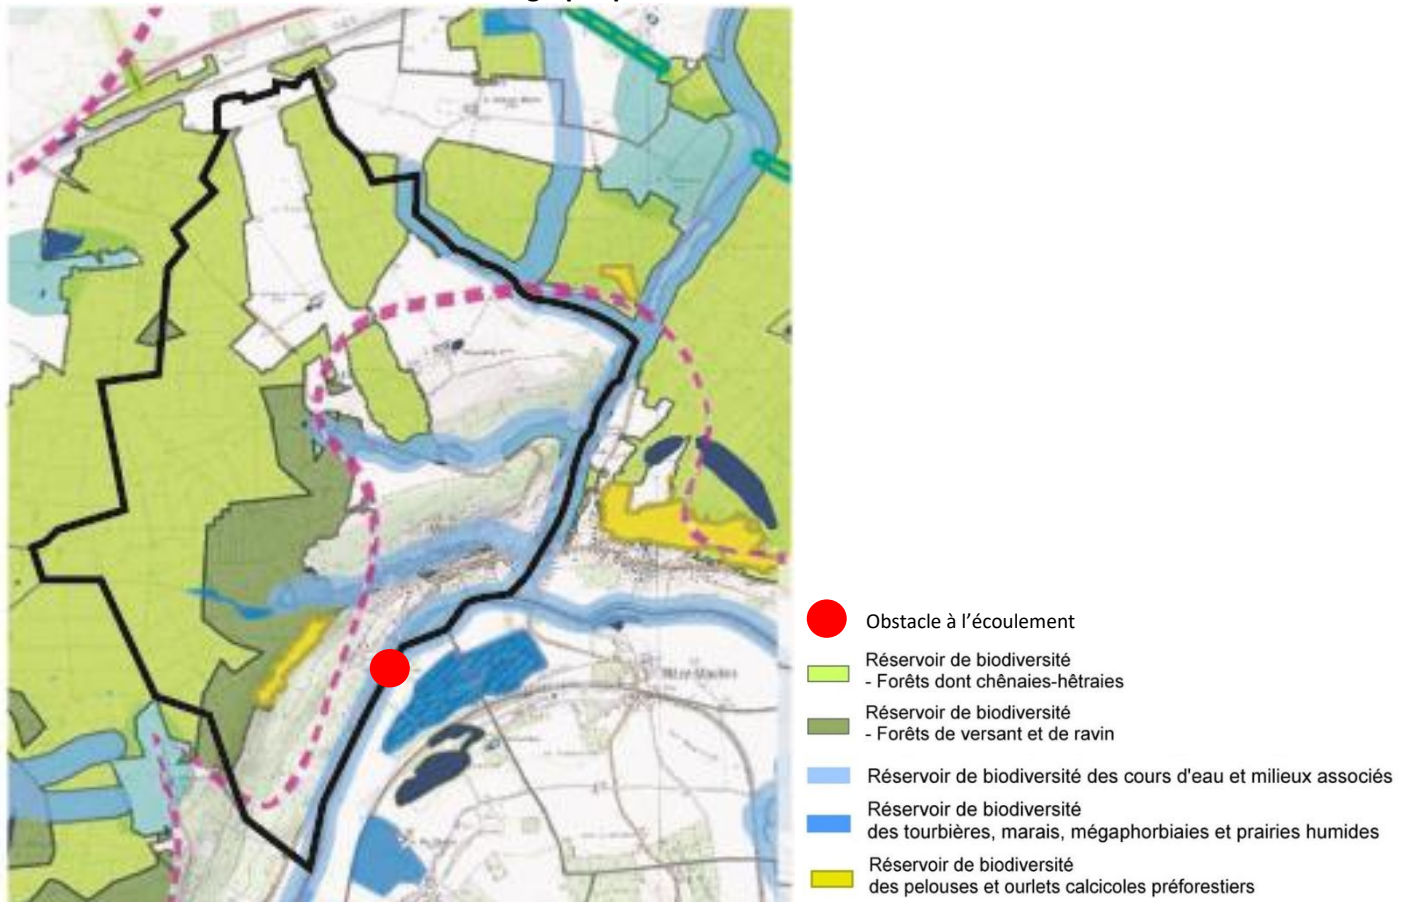 Obstacle à l'écoulement
Réservoir de biodiversité
- Forêts dont chênaies-hêtraies
Réservoir de biodiversité
- Forêts de versant et de ravin
Réservoir de biodiversité des cours d'eau et milieux associés
Réservoir de biodiversité
des tourbières, marais, mégaphorbiaies et prairies humides
Réservoir de biodiversité
des pelouses et ourlets calcicoles préforestiers